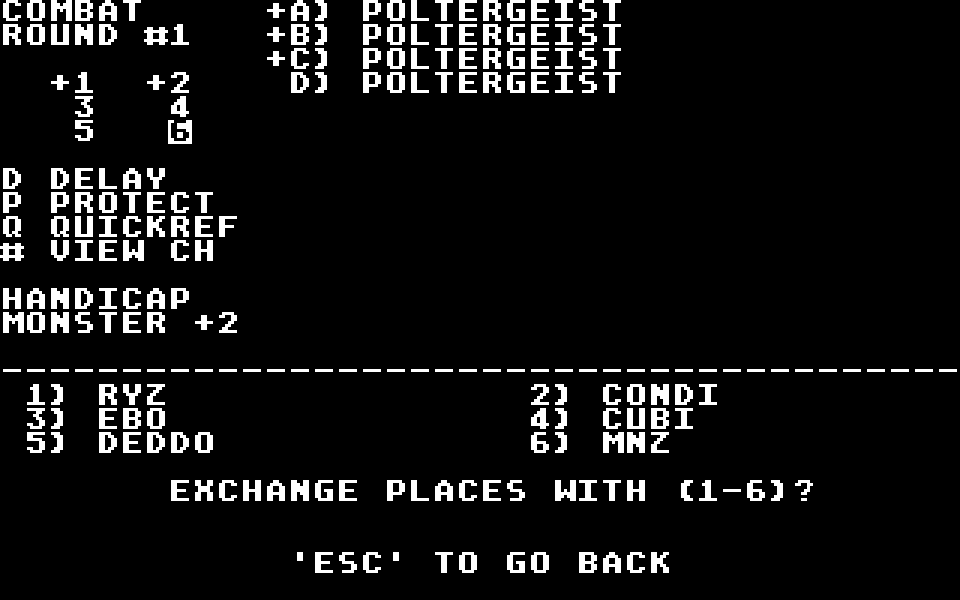 COMBAT +A) POLTERGEIST
ROUND #1 +B) POLTERGEIST
+C) POLTERGEIST
+1 +2 D) POLTERGEIST
3 4
5 6
D DELAY
P PROTECT
Q QUICKREF
# VIEW CH
HANDICAP
MONSTER +2
1) RYZ 2) CONDI
3) EBO 4) CUBI
5) DEDDO 6) MNZ
EXCHANGE PLACES WITH (1-6)?
'ESC' TO GO BACK